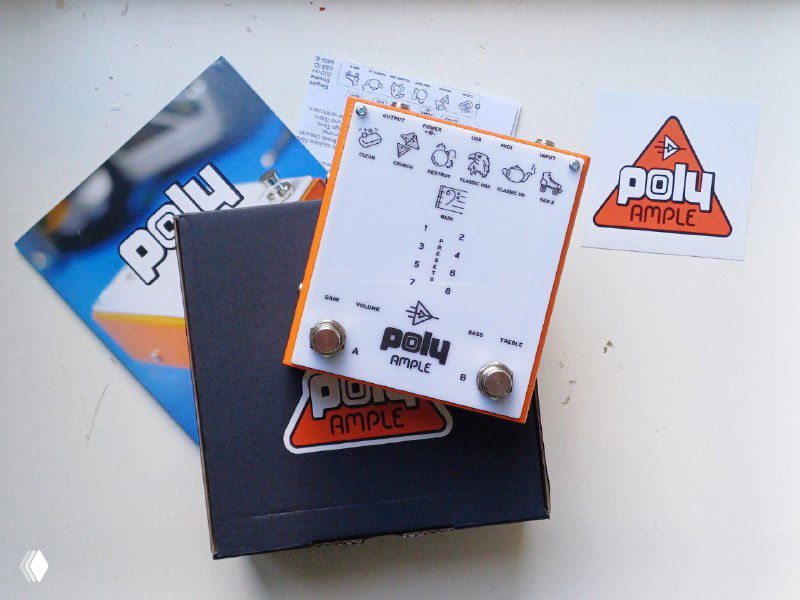 poly
OUTPUT
POWER
USB
MIDI
INPUT
CLEAN
CRUNCH
DESTROY
CLASSIC USA
CLASSIC UK
GEN X
BASS
PRESETS
1 2
3 4
5 6
7 8
GAIN
VOLUME
BASS
TREBLE
A
B
poly
AMPLE
poly
AMPLE
poly
AMPLE